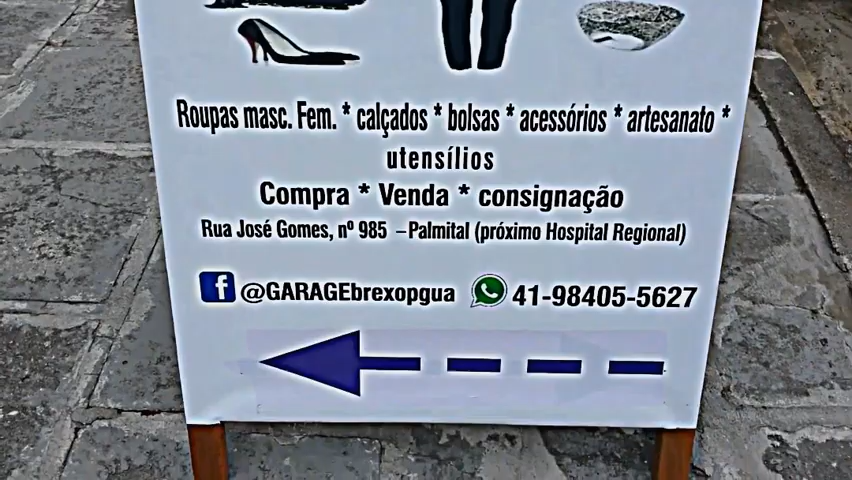 Roupas masc. Fem. * calçados * bolsas * acessórios * artesanato *
utensílios
Compra * Venda * consignação
Rua José Gomes, nº 985 –Palmital (próximo Hospital Regional)
f @GARAGEbrexopgua 41-98405-5627